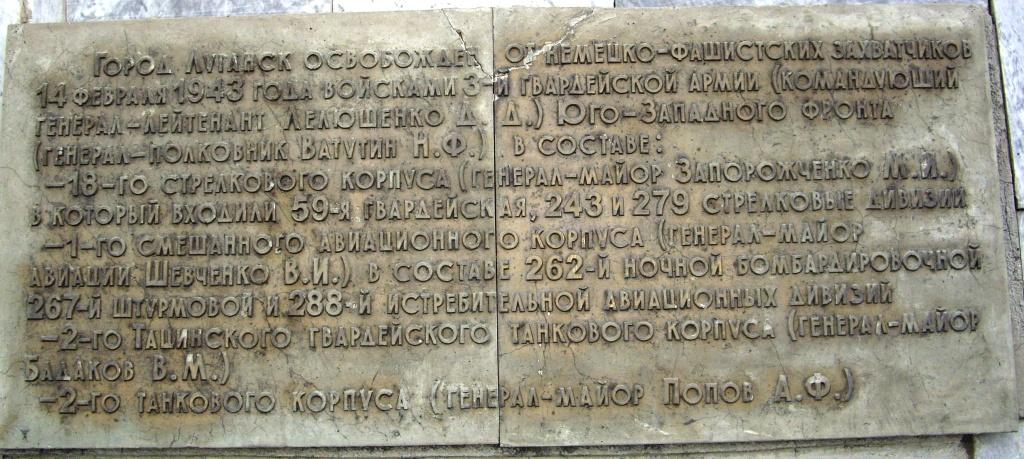 Город Луганск освобожден от немецко-фашистских захватчиков
14 февраля 1943 года войсками 3-й гвардейской армии (командующий
генерал-лейтенант Лелюшенко Д.Д.) Юго-Западного фронта
(генерал-полковник Ватутин Н.Ф.) в составе:
-18-го стрелкового корпуса (генерал-майор Запорожченко М.И.)
в который входили 59-я гвардейская, 243 и 279 стрелковые дивизии
-1-го смешанного авиационного корпуса (генерал-майор
авиации Шевченко В.И.) в составе 262-й ночной бомбардировочной
267-й штурмовой и 288-й истребительной авиационных дивизий
-2-го Тацинского гвардейского танкового корпуса (генерал-майор
Бадаков В.М.)
-2-го танкового корпуса (генерал-майор Попов А.Ф.)